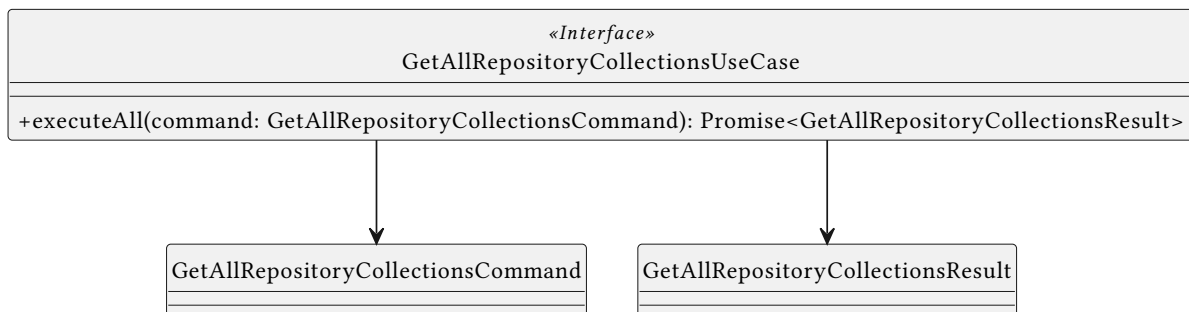 «Interface»
GetAllRepositoryCollectionsUseCase
+executeAll(command: GetAllRepositoryCollectionsCommand): Promise<GetAllRepositoryCollectionsResult>
GetAllRepositoryCollectionsCommand
GetAllRepositoryCollectionsResult